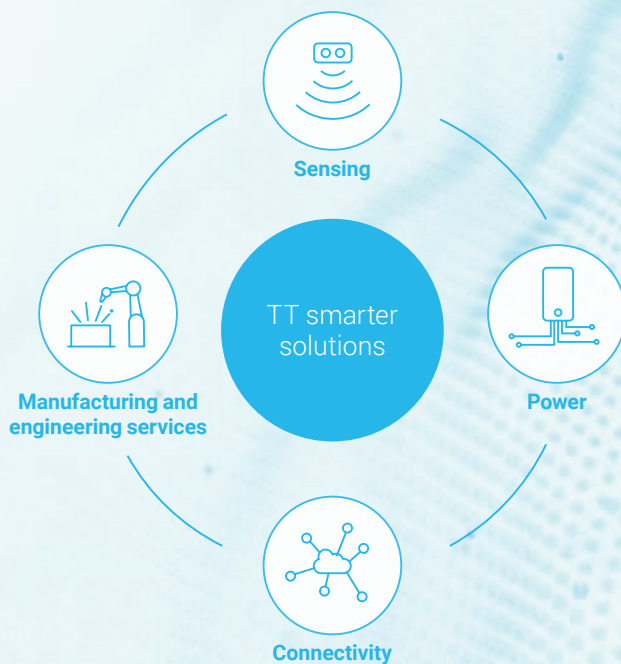 Sensing
TT smarter
solutions
Manufacturing and
engineering services
Power
Connectivity